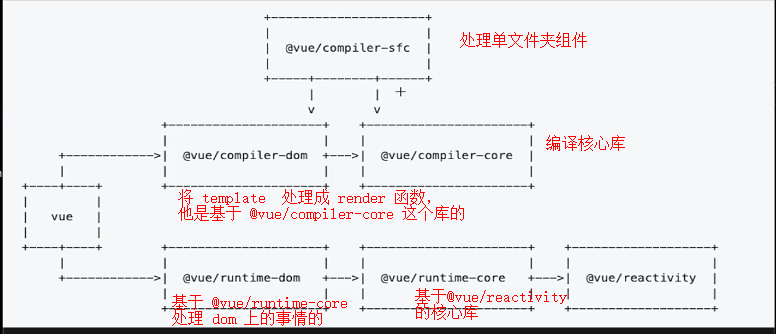 @vue/compiler-sfc
处理单文件夹组件
@vue/compiler-dom
@vue/compiler-core
编译核心库
将 template 处理成 render 函数,
他是基于 @vue/compiler-core 这个库的
vue
@vue/runtime-dom
@vue/runtime-core
@vue/reactivity
基于 @vue/runtime-core
处理 dom 上的事情的
基于@vue/reactivity
的核心库